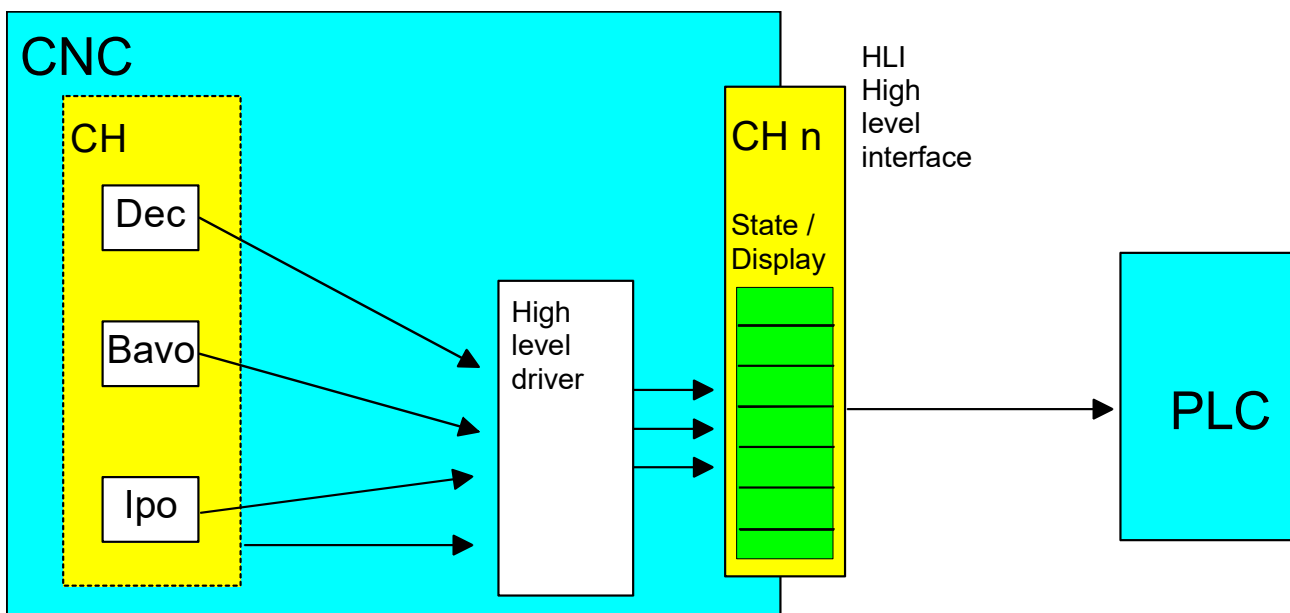 CNC
CH
Dec
Bavo
Ipo
High
level
driver
CH n
State /
Display
HLI
High
level
interface
PLC